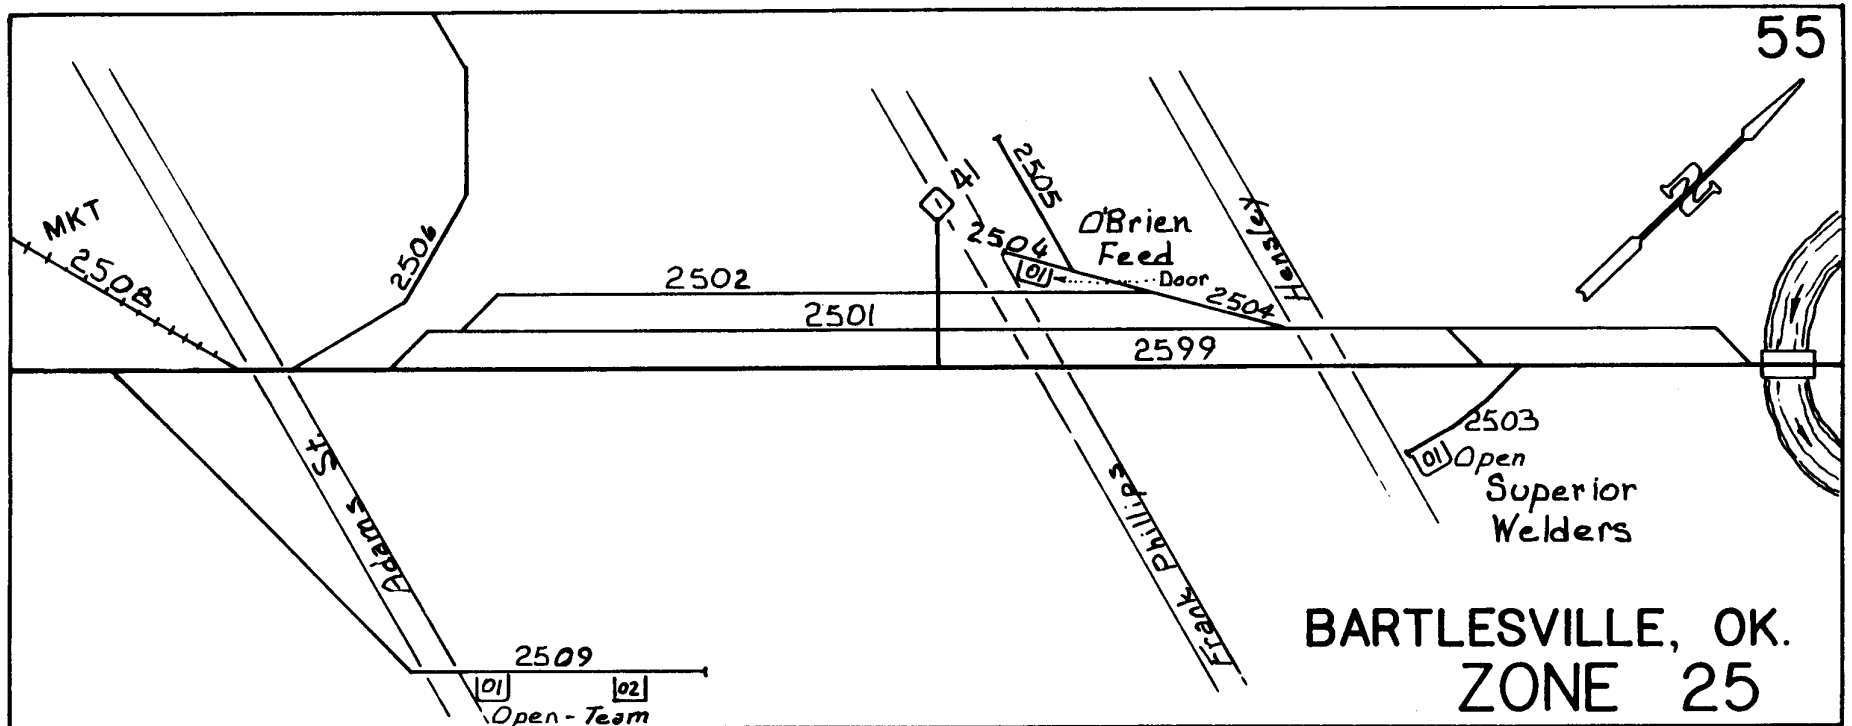 55
MKT
2508
2506
41
2505
2504
O'Brien
Feed
01
Door
Hensley
2502
2504
2501
2599
N
2503
01 Open
Superior
Welders
Adams St.
Frank Phillips
2509
01
02
Open - Team
BARTLESVILLE, OK.
ZONE 25